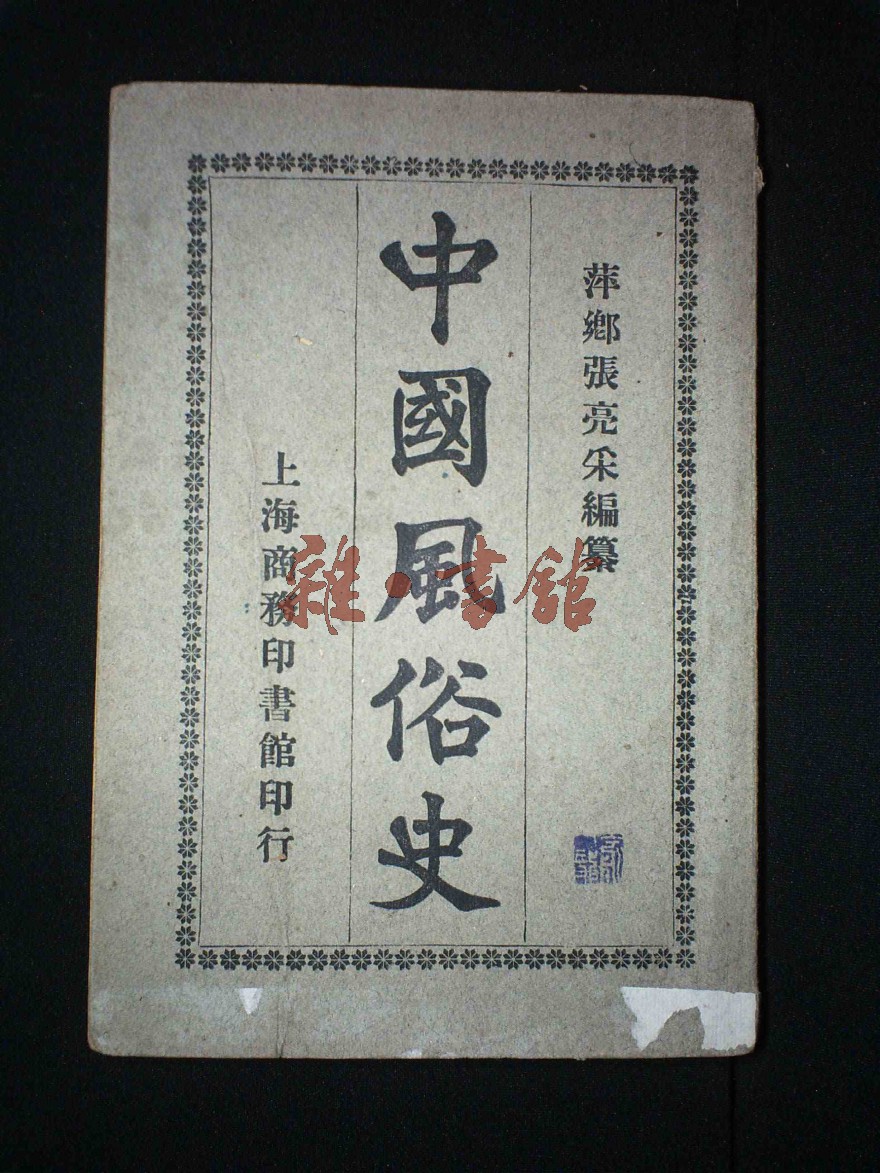 萍鄉張亮采編纂
中國風俗史
上海商務印書館印行
雜·書館